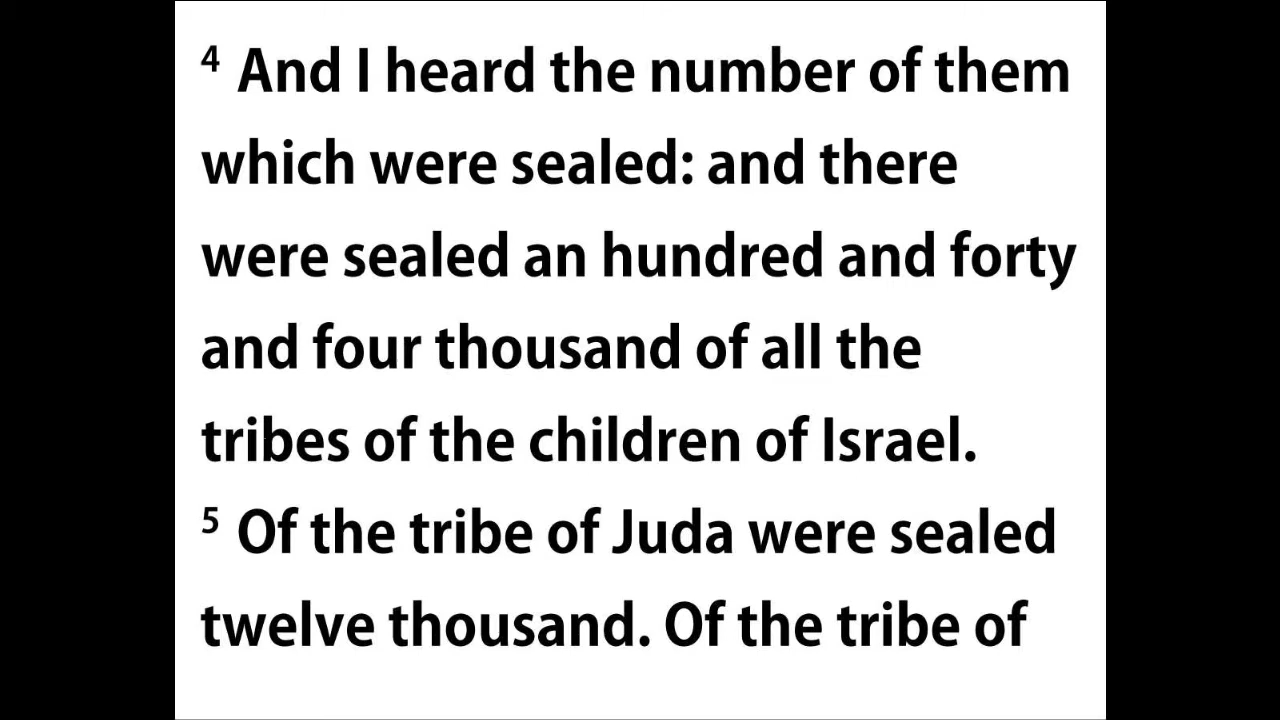 4 And I heard the number of them
which were sealed: and there
were sealed an hundred and forty
and four thousand of all the
tribes of the children of Israel.
5 Of the tribe of Juda were sealed
twelve thousand. Of the tribe of